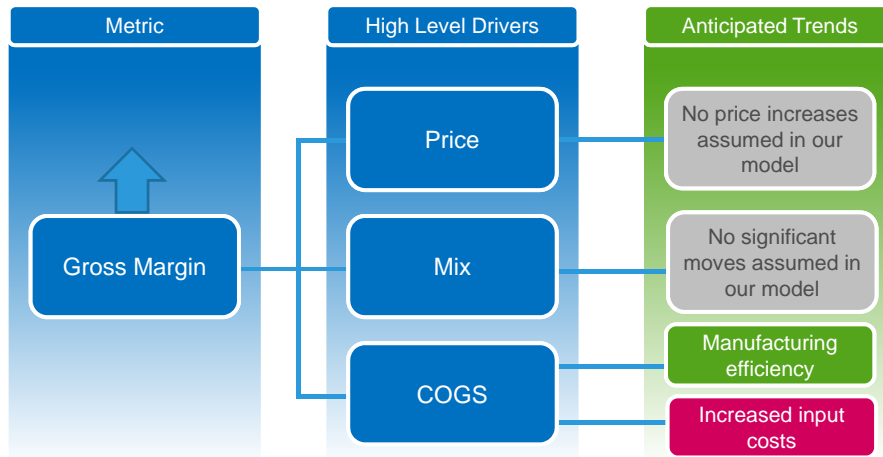 Metric
High Level Drivers
Anticipated Trends
Price
No price increases
assumed in our
model
Gross Margin
Mix
No significant
moves assumed in
our model
COGS
Manufacturing
efficiency
Increased input
costs